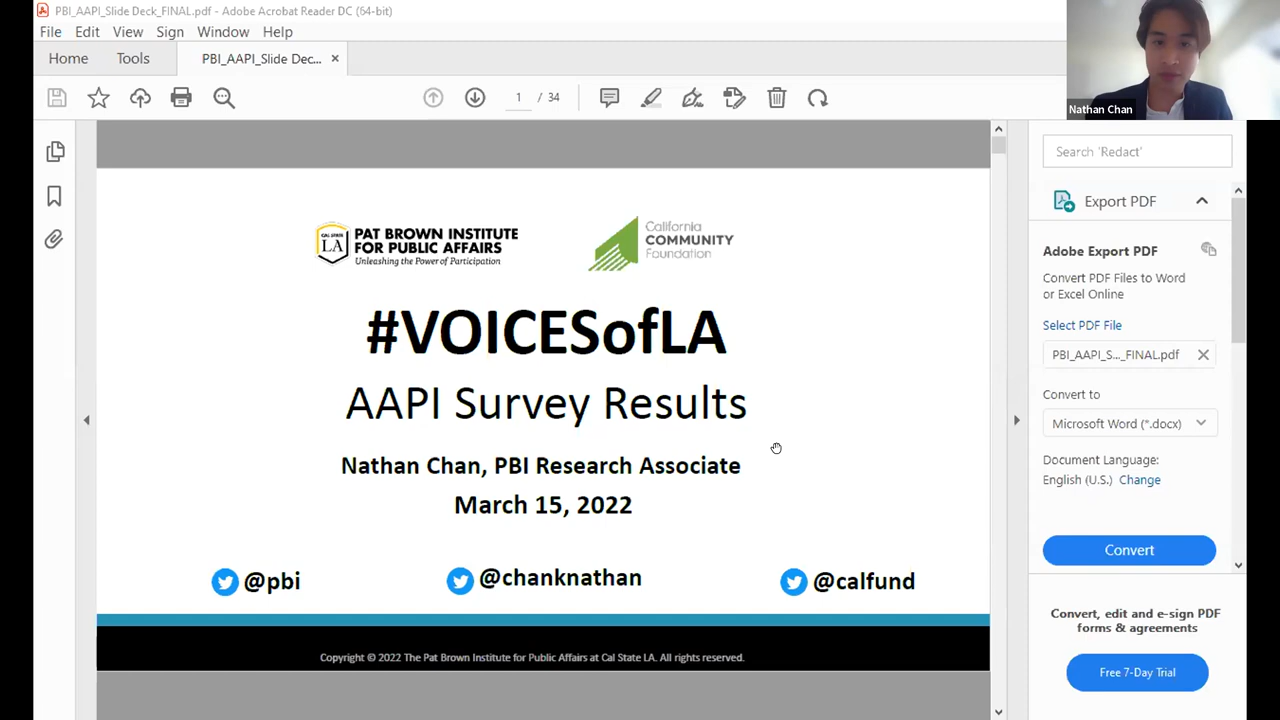 PBI_AAPI_Slide Deck_FINAL.pdf - Adobe Acrobat Reader DC (64-bit)
File Edit View Sign Window Help
Home Tools PBI_AAPI_Slide Dec... ×
1 / 34
Nathan Chan
Search 'Redact'
Export PDF
Adobe Export PDF
Convert PDF Files to Word
or Excel Online
Select PDF File
PBI_AAPI_S..._FINAL.pdf
Convert to
Microsoft Word (*.docx)
Document Language:
English (U.S.) Change
Convert
Convert, edit and e-sign PDF
forms & agreements
Free 7-Day Trial
CAL STATE
LA
PAT BROWN INSTITUTE
FOR PUBLIC AFFAIRS
Unleashing the Power of Participation
California
COMMUNITY
Foundation
#VOICESofLA
AAPI Survey Results
Nathan Chan, PBI Research Associate
March 15, 2022
@pbi @chanknathan @calfund
Copyright © 2022 The Pat Brown Institute for Public Affairs at Cal State LA. All rights reserved.